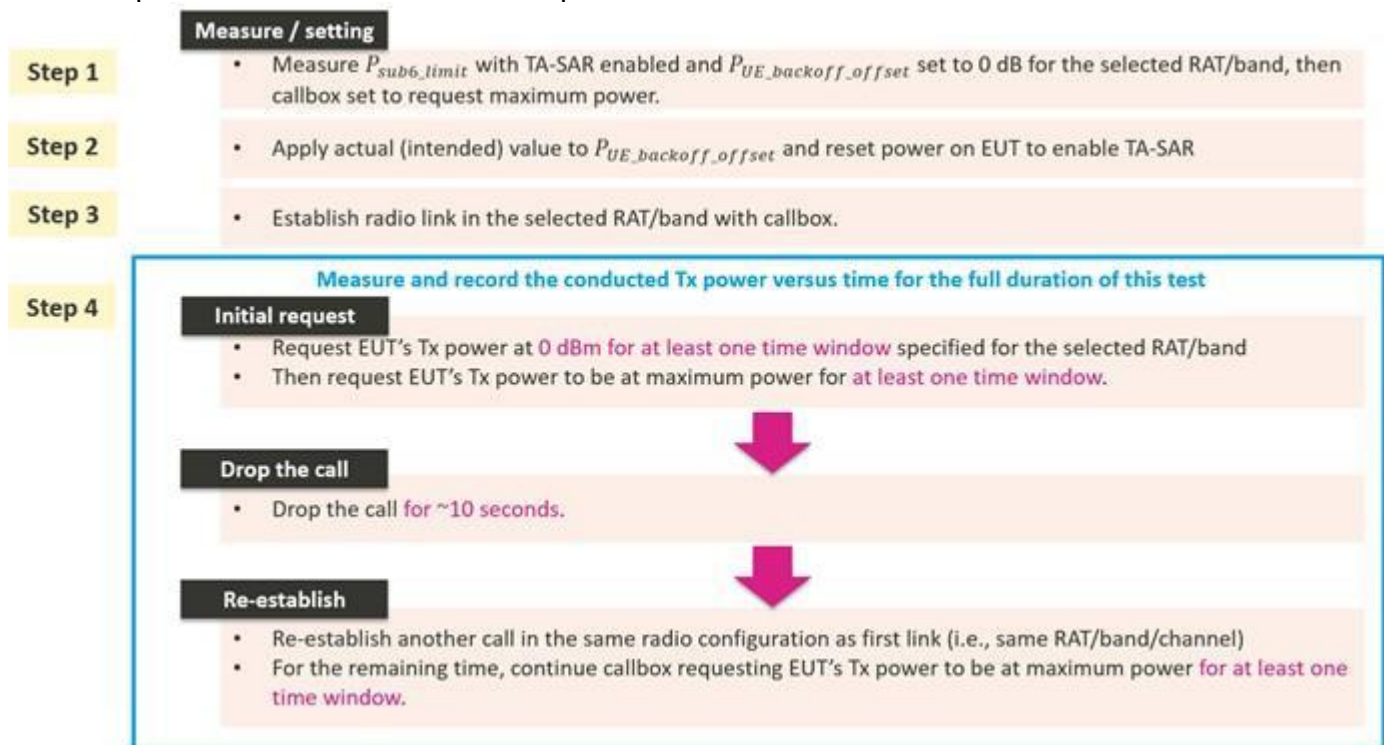 Measure / setting
Step 1
• Measure P_sub6_limit with TA-SAR enabled and P_UE_backoff_offset set to 0 dB for the selected RAT/band, then
callbox set to request maximum power.
Step 2
• Apply actual (intended) value to P_UE_backoff_offset and reset power on EUT to enable TA-SAR
Step 3
• Establish radio link in the selected RAT/band with callbox.
Measure and record the conducted Tx power versus time for the full duration of this test
Step 4
Initial request
• Request EUT's Tx power at 0 dBm for at least one time window specified for the selected RAT/band
• Then request EUT's Tx power to be at maximum power for at least one time window.
Drop the call
• Drop the call for ~10 seconds.
Re-establish
• Re-establish another call in the same radio configuration as first link (i.e., same RAT/band/channel)
• For the remaining time, continue callbox requesting EUT's Tx power to be at maximum power for at least one
time window.